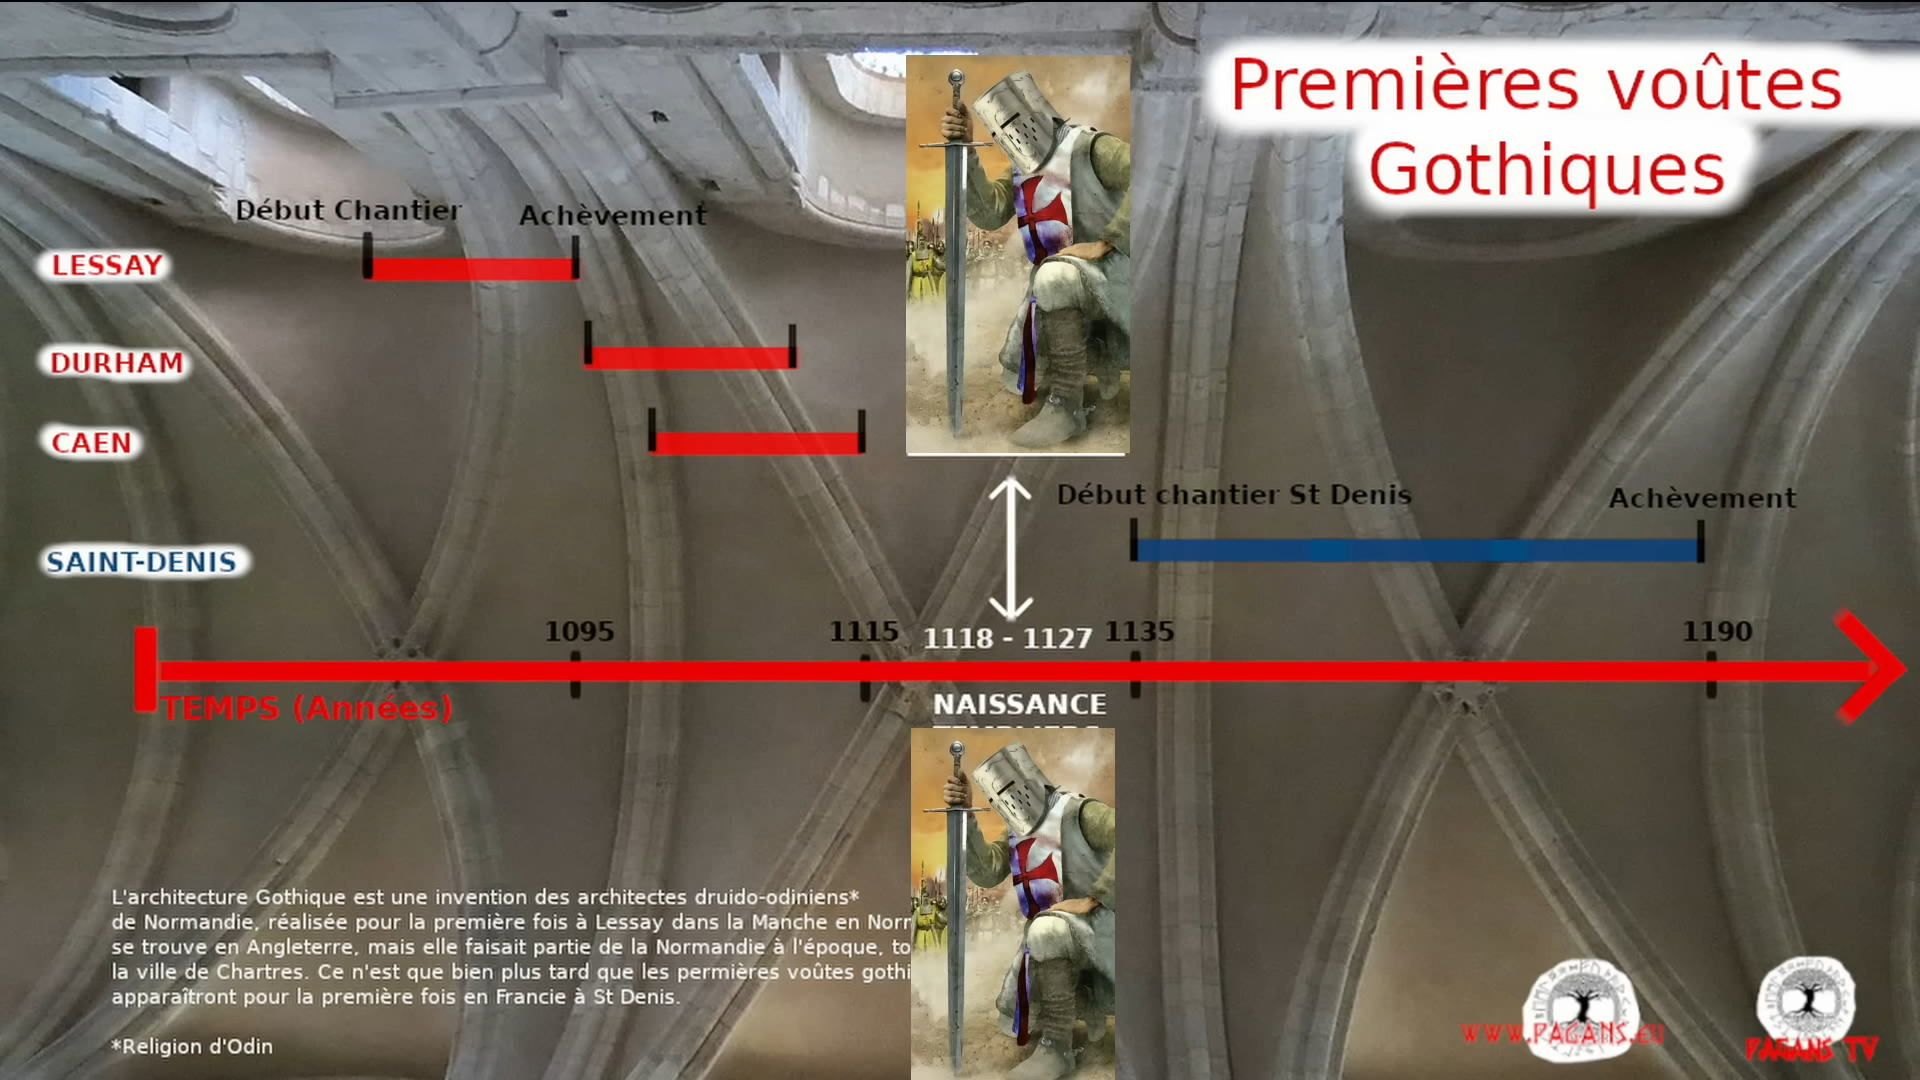 Premières voûtes
Gothiques
Début Chantier
Achèvement
LESSAY
DURHAM
CAEN
Début chantier St Denis
Achèvement
SAINT-DENIS
1095
1115
1118 - 1127
1135
1190
TEMPS (Années)
NAISSANCE
L'architecture Gothique est une invention des architectes druido-odiniens*
de Normandie, réalisée pour la première fois à Lessay dans la Manche en
se trouve en Angleterre, mais elle faisait partie de la Normandie à l'époque,
la ville de Chartres. Ce n'est que bien plus tard que les permières voûtes
apparaîtront pour la première fois en Francie à St Denis.
*Religion d'Odin
WWW.PAGANS.EU
PAGANS TV